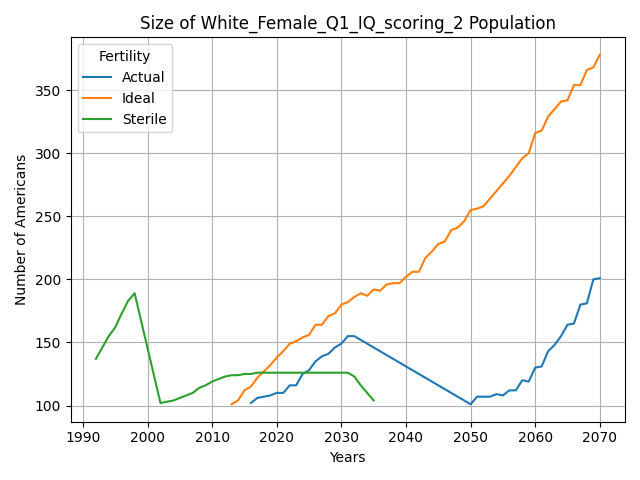 Size of White_Female_Q1_IQ_scoring_2 Population
Fertility
Actual
Ideal
Sterile
Number of Americans
350
300
250
200
150
100
1990 2000 2010 2020 2030 2040 2050 2060 2070
Years